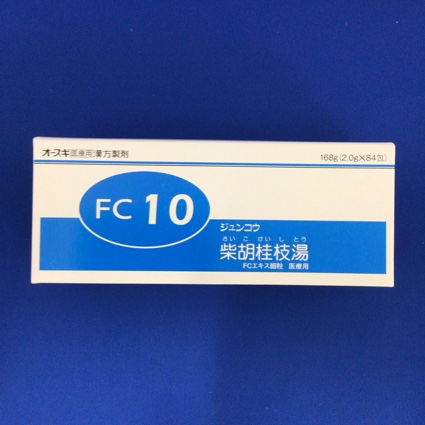 オースギ医療用漢方製剤
168g(2.0g×84包)
FC 10
ジュンコウ
さいこけいしとう
柴胡桂枝湯
FCエキス細粒 医療用